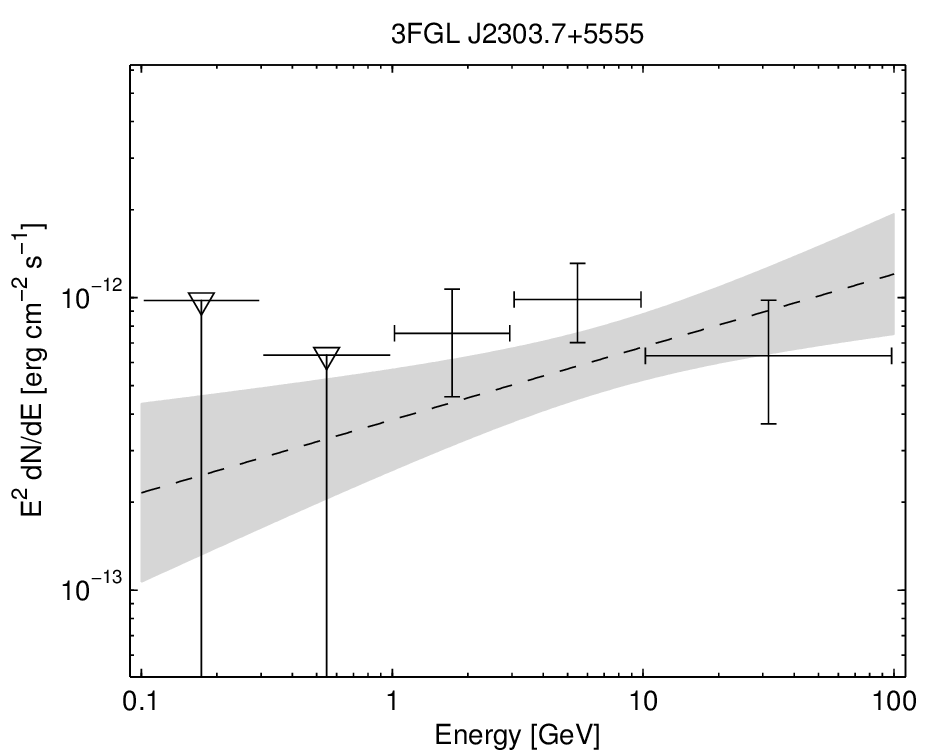 3FGL J2303.7+5555
E² dN/dE [erg cm⁻² s⁻¹]
10⁻¹²
10⁻¹³
0.1 1 10 100
Energy [GeV]